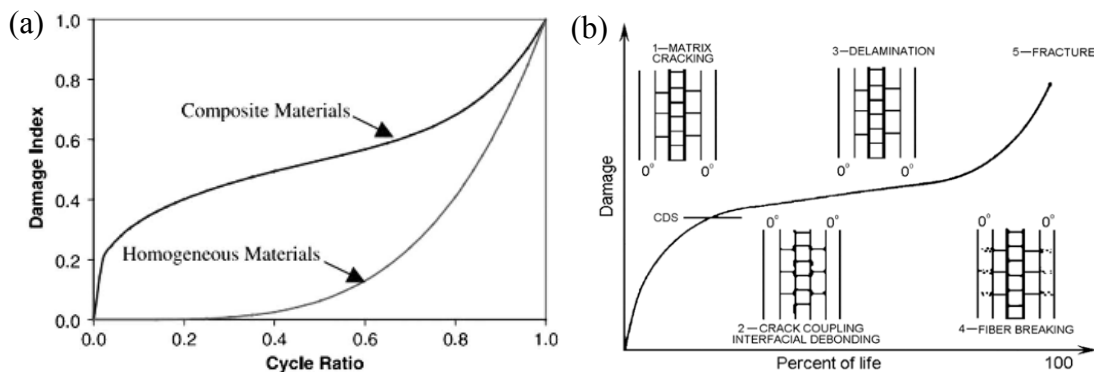 (a)
1.0
0.8
0.6
0.4
0.2
0.0
Damage Index
Composite Materials
Homogeneous Materials
0.0 0.2 0.4 0.6 0.8 1.0
Cycle Ratio
(b)
Damage
1—MATRIX
CRACKING
0° 0°
3—DELAMINATION
0° 0°
5—FRACTURE
CDS
0° 0°
2—CRACK COUPLING
INTERFACIAL DEBONDING
0° 0°
4—FIBER BREAKING
Percent of life 100